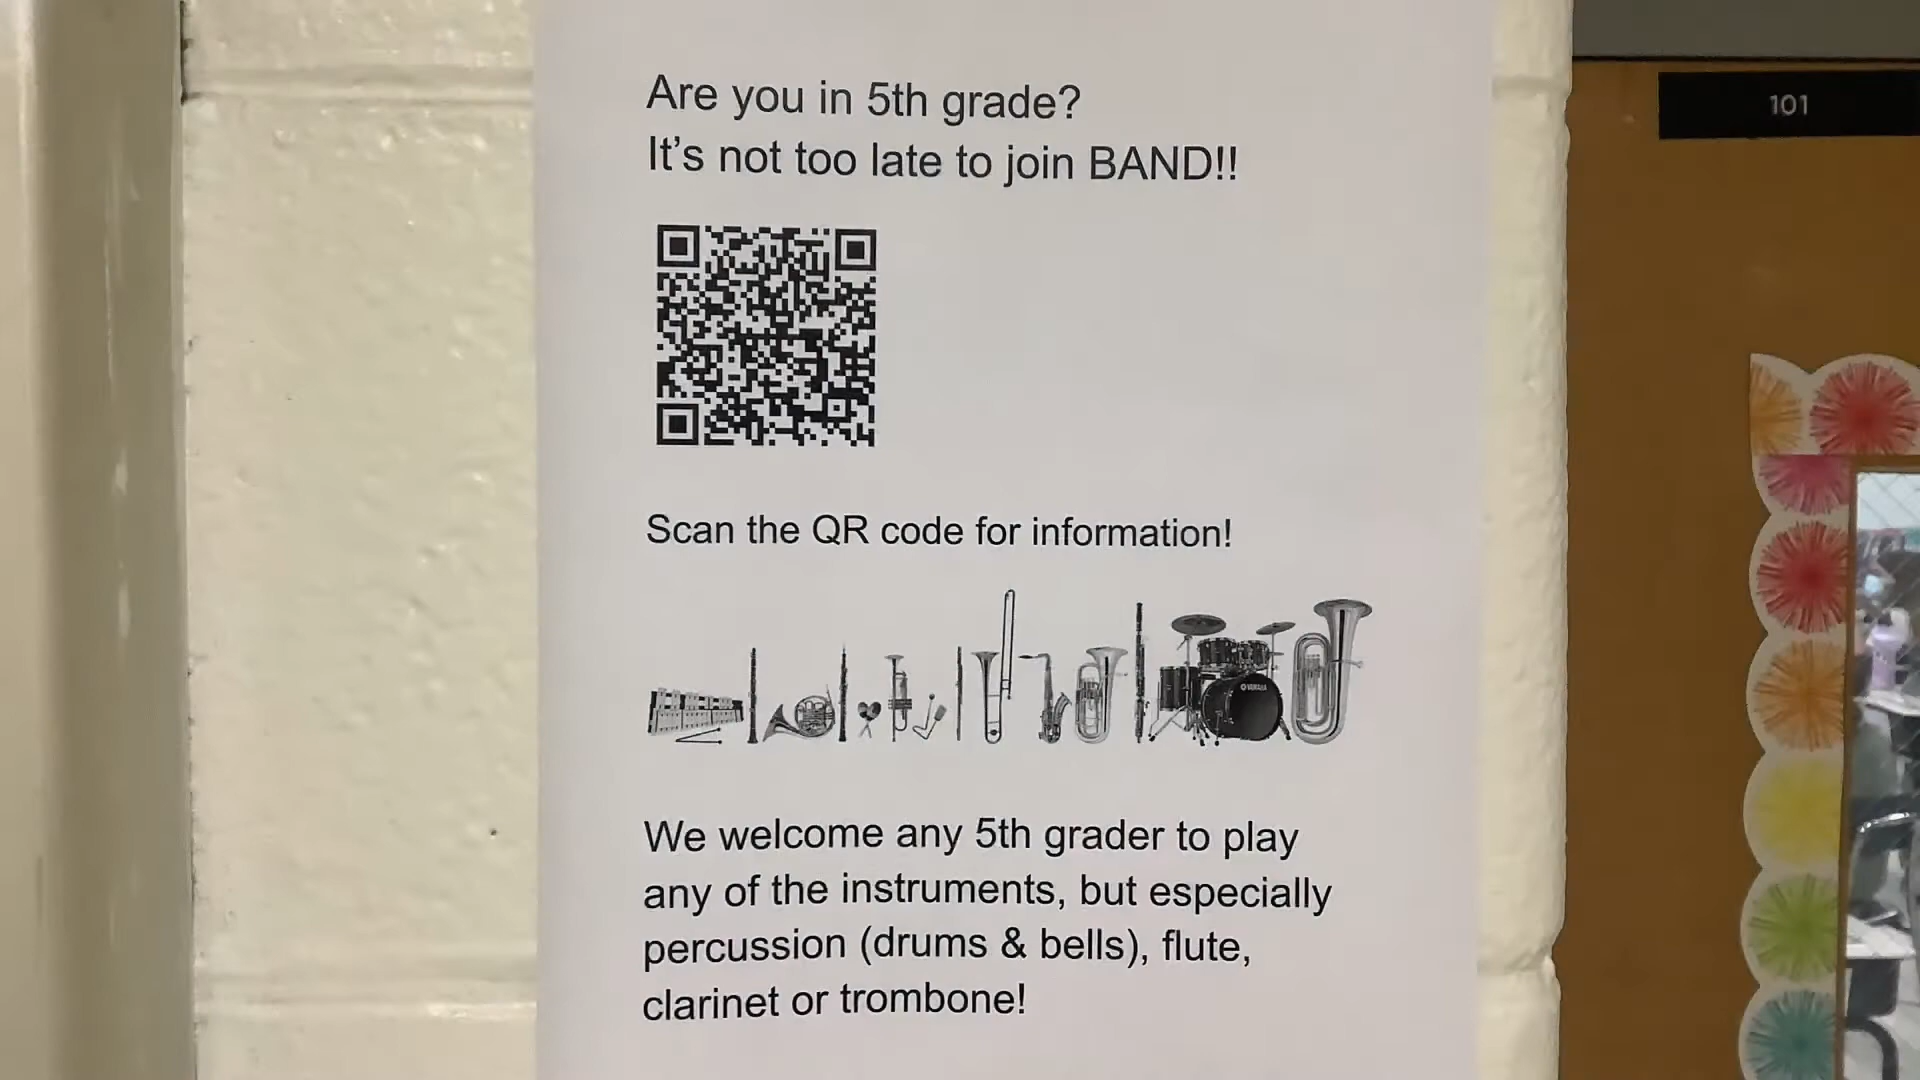 Are you in 5th grade?
It's not too late to join BAND!!
101
Scan the QR code for information!
YAMAHA
We welcome any 5th grader to play
any of the instruments, but especially
percussion (drums & bells), flute,
clarinet or trombone!